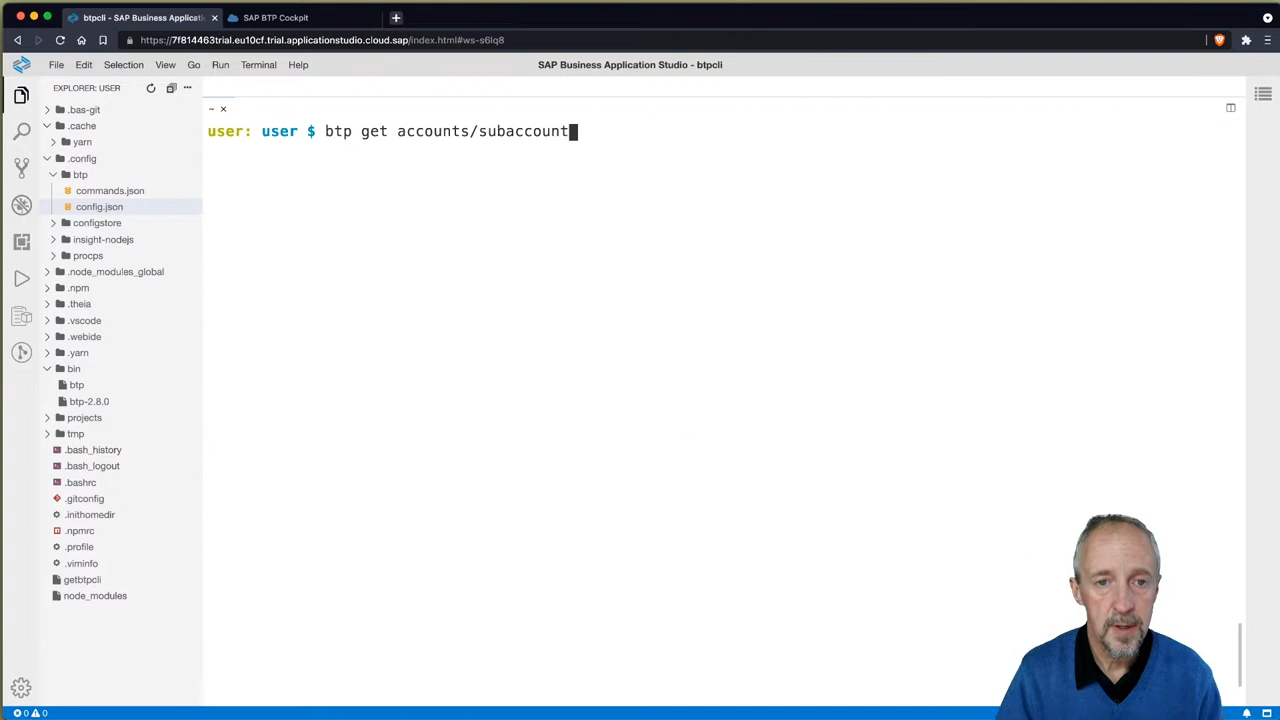 btpcli - SAP Business Applicati
SAP BTP Cockpit
https://7f814463trial.eu10cf.trial.applicationstudio.cloud.sap/index.html#ws-s6lq8
File Edit Selection View Go Run Terminal Help
SAP Business Application Studio - btpcli
EXPLORER: USER
~ ×
user: user $ btp get accounts/subaccount
.bas-git
.cache
yarn
.config
btp
commands.json
config.json
configstore
insight-nodejs
procps
.node_modules_global
.npm
.theia
.vscode
.webide
.yarn
bin
btp
btp-2.8.0
projects
tmp
.bash_history
.bash_logout
.bashrc
.gitconfig
.inithomedir
.npmrc
.profile
.viminfo
getbtpcli
node_modules
0 0